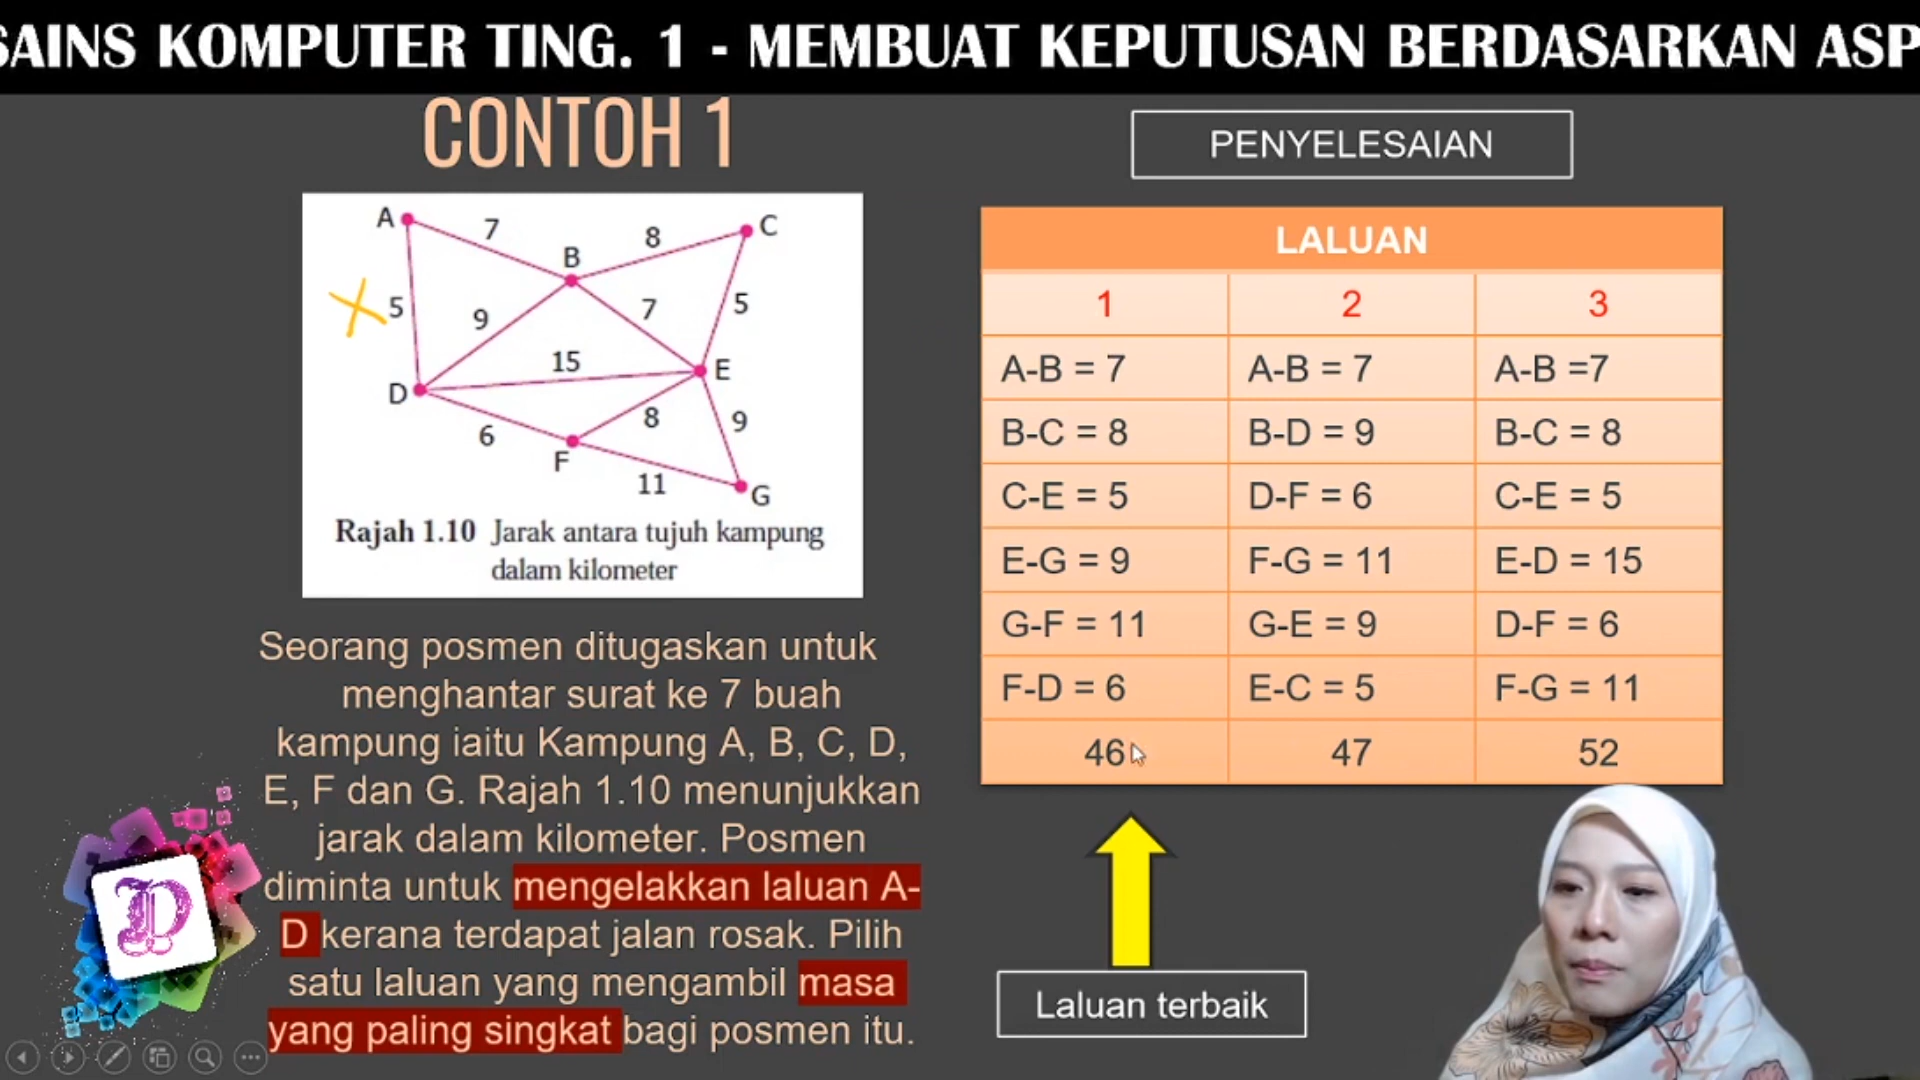 SAINS KOMPUTER TING. 1 - MEMBUAT KEPUTUSAN BERDASARKAN ASP
CONTOH 1
PENYELESAIAN
A
7
B
8
C
5
9
7
5
15
E
D
6
8
9
F
11
G
Rajah 1.10 Jarak antara tujuh kampung
dalam kilometer
Seorang posmen ditugaskan untuk
menghantar surat ke 7 buah
kampung iaitu Kampung A, B, C, D,
E, F dan G. Rajah 1.10 menunjukkan
jarak dalam kilometer. Posmen
diminta untuk mengelakkan laluan A-
D kerana terdapat jalan rosak. Pilih
satu laluan yang mengambil masa
yang paling singkat bagi posmen itu.
LALUAN
1 2 3
A-B = 7 A-B = 7 A-B =7
B-C = 8 B-D = 9 B-C = 8
C-E = 5 D-F = 6 C-E = 5
E-G = 9 F-G = 11 E-D = 15
G-F = 11 G-E = 9 D-F = 6
F-D = 6 E-C = 5 F-G = 11
46 47 52
Laluan terbaik